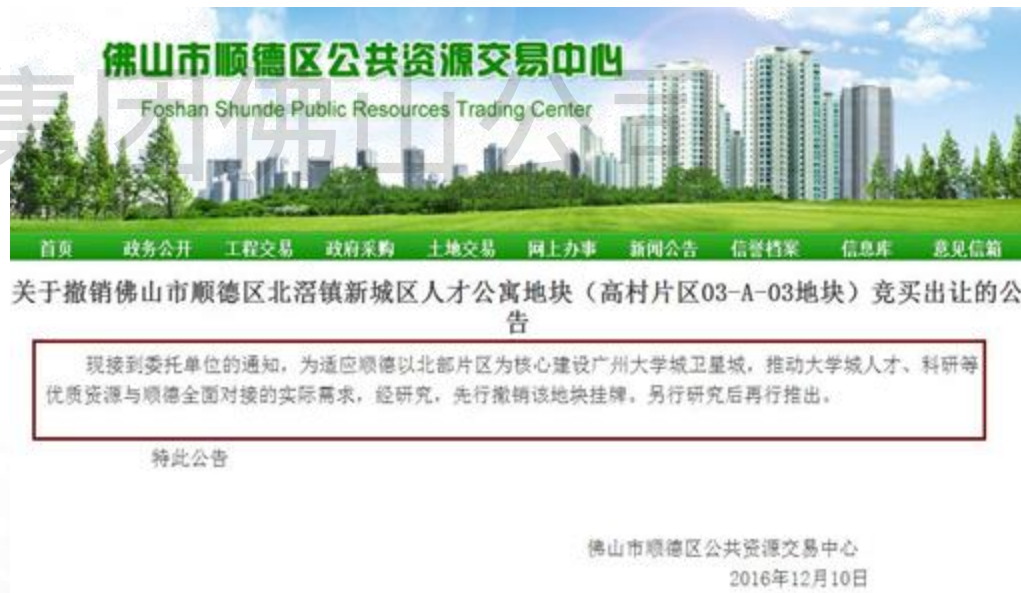 佛山市顺德区公共资源交易中心
Foshan Shunde Public Resources Trading Center
集团佛山公司
首页 政务公开 工程交易 政府采购 土地交易 网上办事 新闻公告 信誉档案 信息库 意见信箱
关于撤销佛山市顺德区北滘镇新城区人才公寓地块（高村片区03-A-03地块）竞买出让的公
告
现接到委托单位的通知，为适应顺德以北部片区为核心建设广州大学城卫星城，推动大学城人才、科研等
优质资源与顺德全面对接的实际需求，经研究，先行撤销该地块挂牌。另行研究后再行推出。
特此公告
佛山市顺德区公共资源交易中心
2016年12月10日